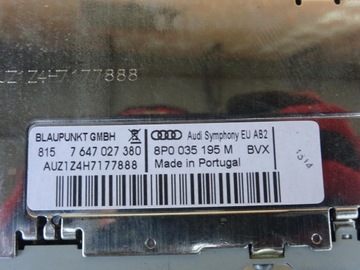 AUZ1Z4H7177888
BLAUPUNKT GMBH
815 7 647 027 380
AUZ1Z4H7177888
Audi Symphony EU AB2
8P0 035 195 M BVX
Made in Portugal
1314